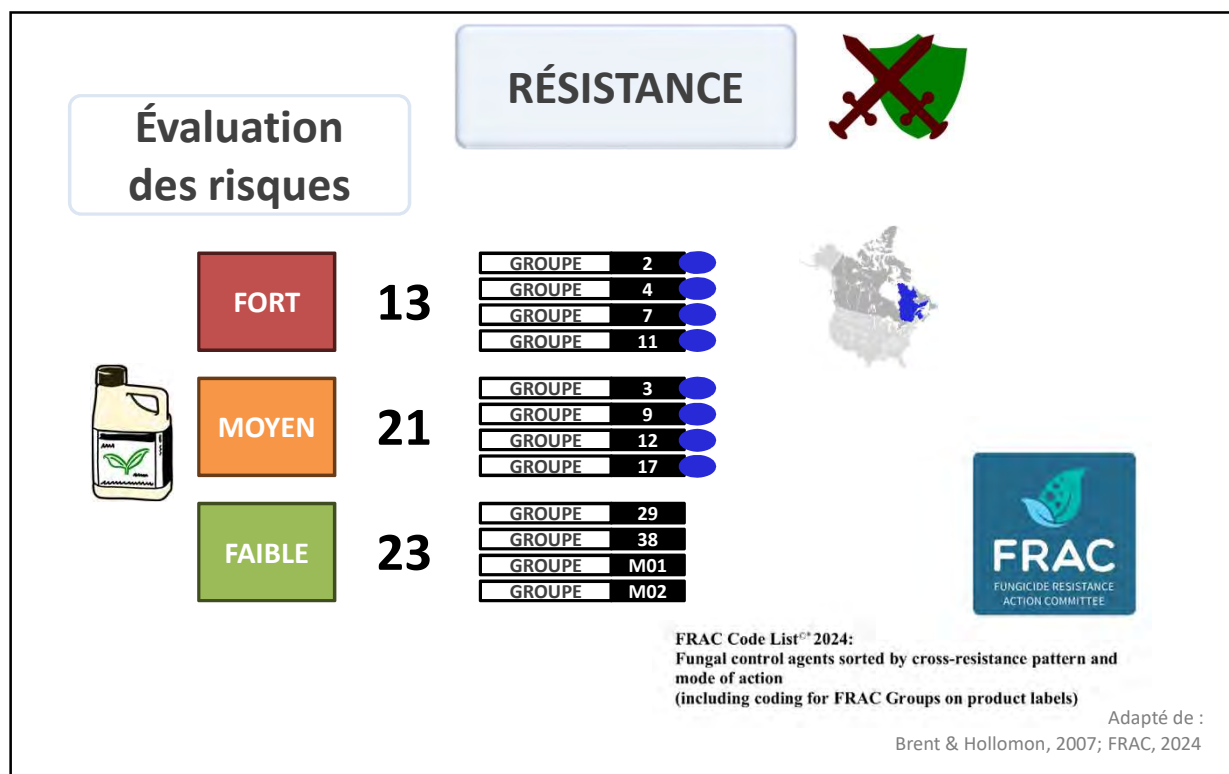 RÉSISTANCE
Évaluation
des risques
FORT
13
GROUPE 2
GROUPE 4
GROUPE 7
GROUPE 11
MOYEN
21
GROUPE 3
GROUPE 9
GROUPE 12
GROUPE 17
FAIBLE
23
GROUPE 29
GROUPE 38
GROUPE M01
GROUPE M02
FRAC
FUNGICIDE RESISTANCE
ACTION COMMITTEE
FRAC Code List©* 2024:
Fungal control agents sorted by cross-resistance pattern and
mode of action
(including coding for FRAC Groups on product labels)
Adapté de :
Brent & Hollomon, 2007; FRAC, 2024